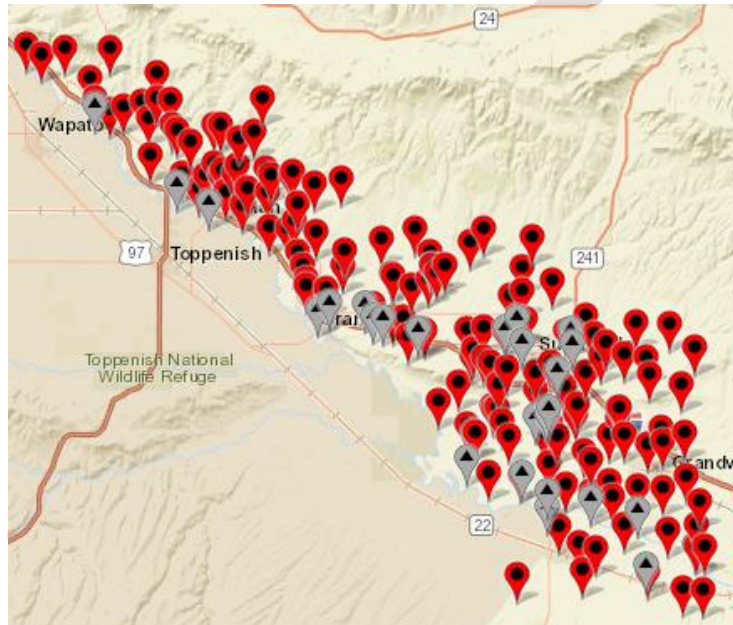 24
Wapato
97
Toppenish
241
Toppenish National
Wildlife Refuge
22